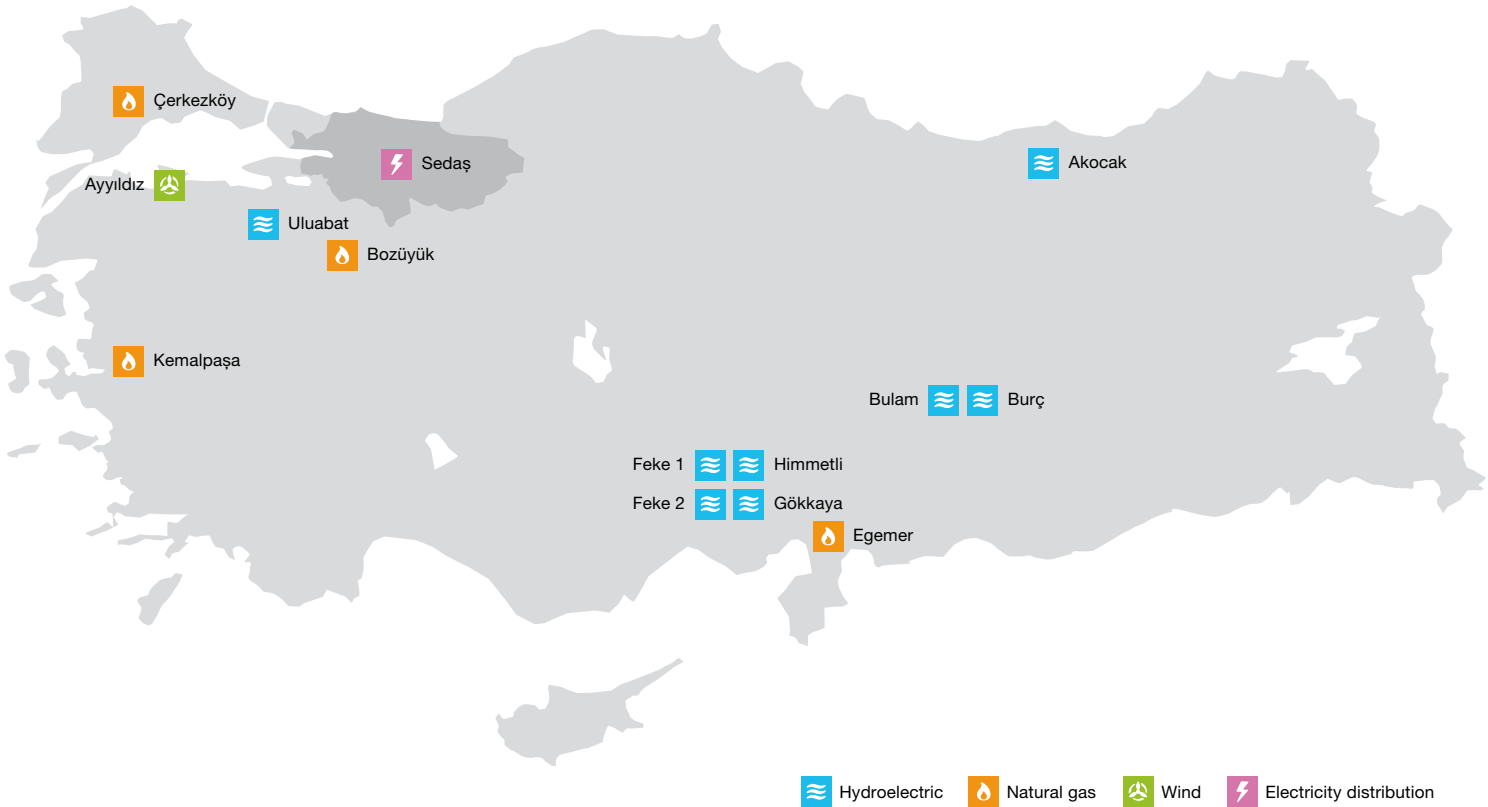 Çerkezköy
Sedaş
Akocak
Ayyıldız
Uluabat
Bozüyük
Kemalpaşa
Bulam
Burç
Feke 1
Himmetli
Feke 2
Gökkaya
Egemer
Hydroelectric
Natural gas
Wind
Electricity distribution